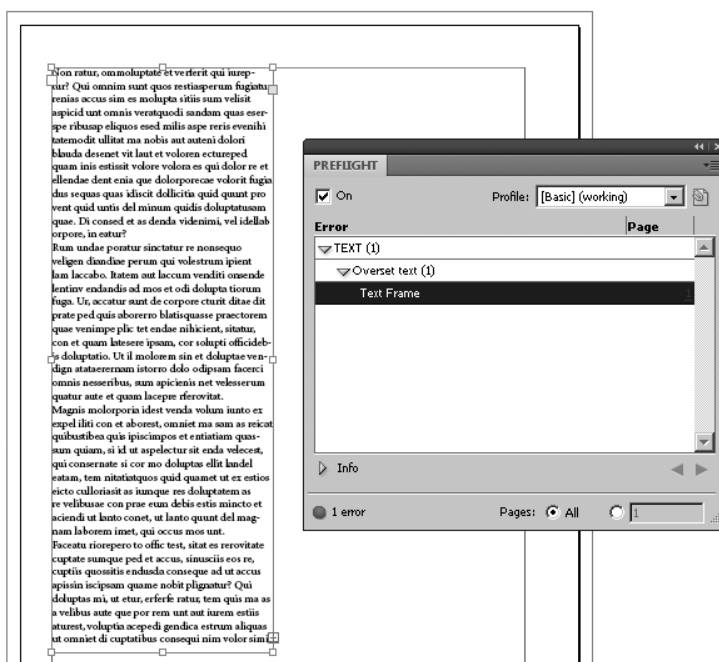 Non ratur, ommoluptate et verferit qui iurep-
tur? Qui omnim sunt quos restiasperum fugiatu
renias accus sim es molupta sitiis sum velisit
aspicid unt omnis veratquodi sandam quas eser-
spe ribusap eliquos esed milis aspe reris evenihi
tatemodit ullitat ma nobis aut auteni dolori
blauda desenet vit laut et voloren ectureped
quam inis estissit volore volora es qui dolor re et
ellendae dent enia que dolorporecae volorit fugia
dus sequas quas idiscit dollicitia quid quunt pro
vent quid untis del minum quidis doluptatusam
quae. Di consed et as denda videnimi, vel idellab
orpore, in eatur?
Rum undae poratur sinctatur re nonsequo
veligen diandiae perum qui volestrum ipient
lam laccabo. Itatem aut laccum venditi onsende
lentinv endandis ad mos et odi dolupta tiorum
fuga. Ur, accatur sunt de corpore cturit ditae dit
prate ped quis aborerro blatisquasse praectorem
quae venimpe plic tet endae nihicient, sitatur,
con et quam latesere ipsam, cor solupti officideb-
is doluptatio. Ut il molorem sin et doluptae ven-
dign atataerernam istorro dolo odipsam facerci
omnis nesseribus, sum apicienis net velesserum
quatur aute et quam lacepre rferovitat.
Magnis molorporia idest venda volum iunto ex
expel iliti con et aborest, omniet ma sam as reicat
quibustibea quis ipiscimpos et entiatiam quas-
sum quiam, si id ut aspelectur sit enda velecest,
qui consernate si cor mo doluptas ellit landel
eatam, tem nitatiatquos quid quamet ut ex estios
eicto culloriasit as iumque res doluptatem as
re velibusae con prae eum debis estis mincto et
aciendi ut lanto conet, ut lanto quunt del mag-
nam laborem imet, qui occus mos unt.
Faceatu riorepero to offic test, sitat es rerovitate
cuptate sumque ped et accus, sinusciis eos re,
cuptiis quossitis endusda conseque ad ut accus
apissin iscipsam quame nobit plignatur? Qui
doluptas mi, ut etur, erferfe ratur, tem quis ma as
a velibus aute que por rem unt aut iurem estiis
aturest, voluptia acepedi gendica estrum aliquas
ut omniet di cuptatibus consequi nim volor simi
PREFLIGHT
On
Profile: [Basic] (working)
Error Page
TEXT (1)
Overset text (1)
Text Frame 1
Info
1 error
Pages: All 1